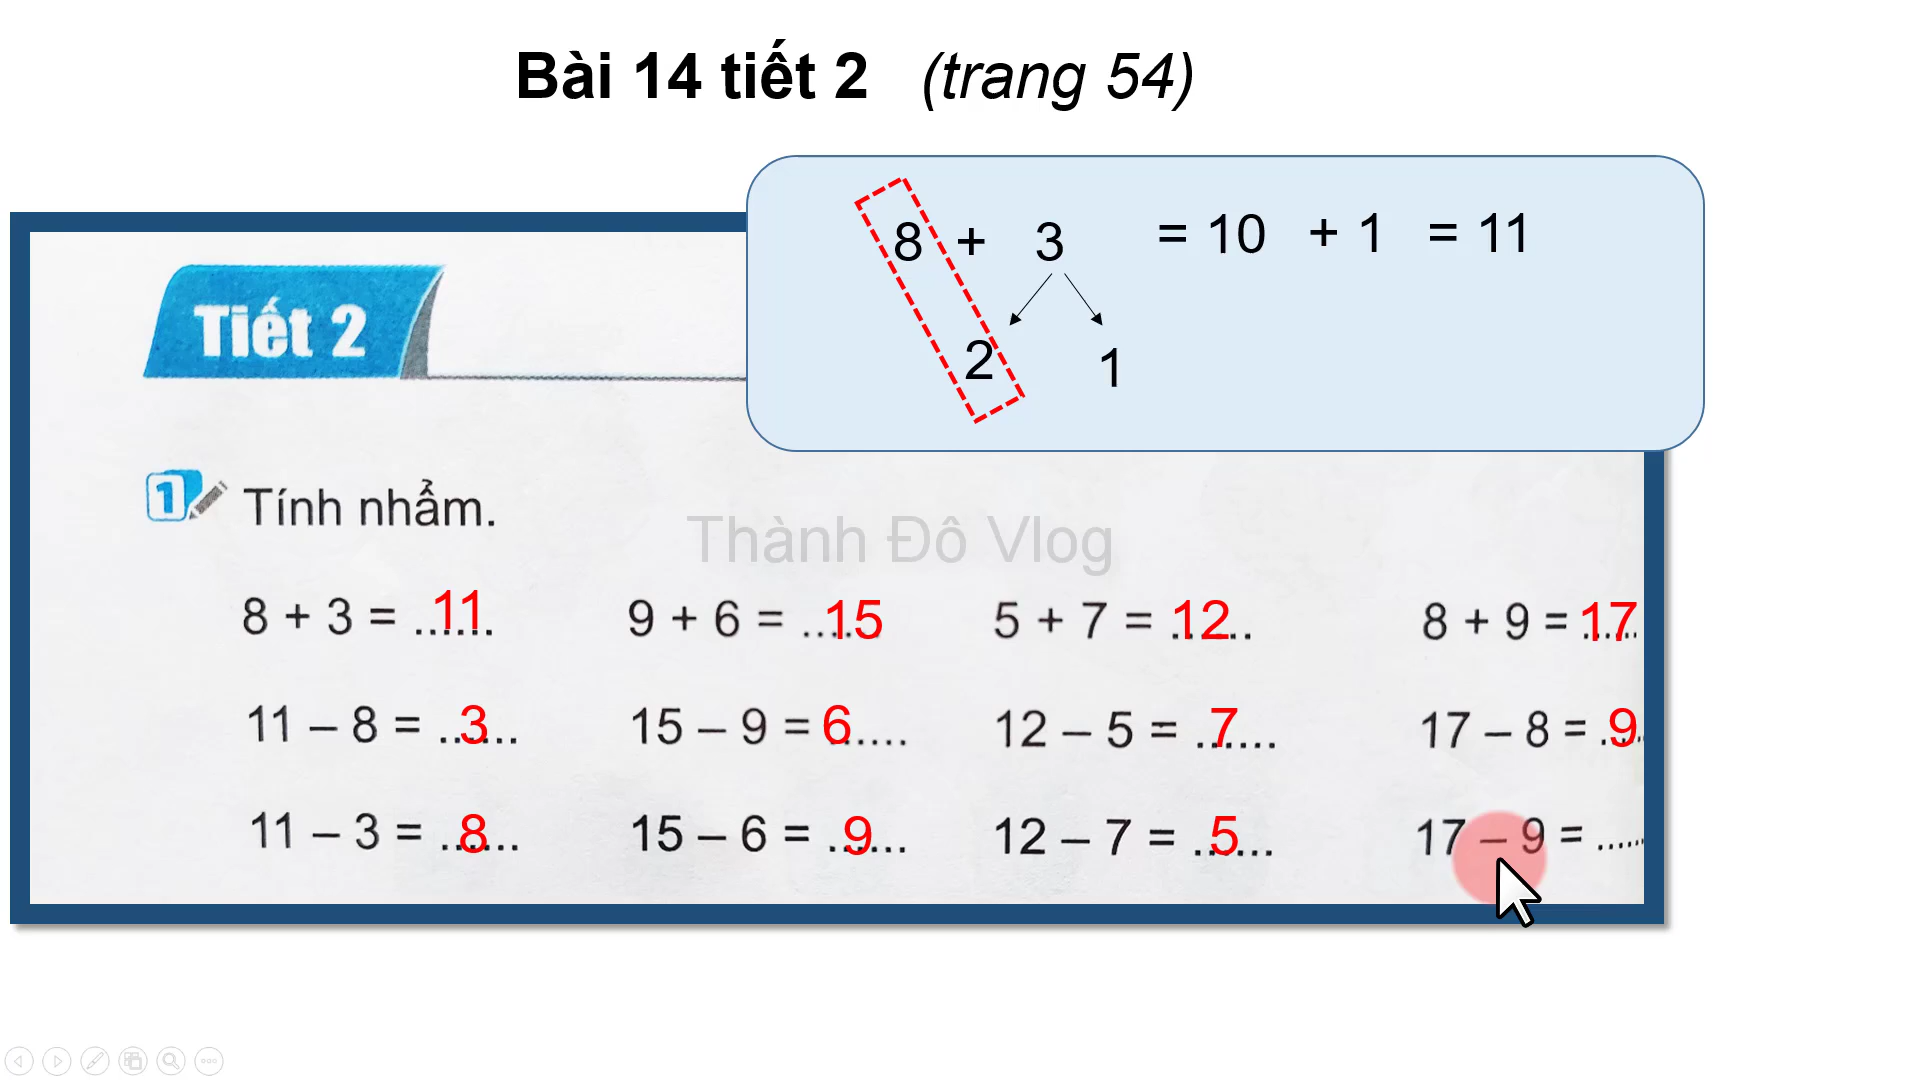 Bài 14 tiết 2 (trang 54)
8 + 3 = 10 + 1 = 11
2 1
Tiết 2
1 Tính nhẩm.
Thành Đô Vlog
8 + 3 = ...11... 9 + 6 = ...15 5 + 7 = ...12... 8 + 9 = 17...
11 – 8 = ...3... 15 – 9 = 6...... 12 – 5 = ...7... 17 – 8 = ...9
11 – 3 = ...8... 15 – 6 = ...9... 12 – 7 = ...5... 17 – 9 = ......